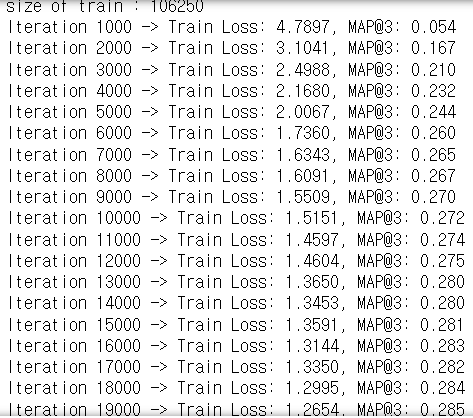 size of train : 106250
Iteration 1000 -> Train Loss: 4.7897, MAP@3: 0.054
Iteration 2000 -> Train Loss: 3.1041, MAP@3: 0.167
Iteration 3000 -> Train Loss: 2.4988, MAP@3: 0.210
Iteration 4000 -> Train Loss: 2.1680, MAP@3: 0.232
Iteration 5000 -> Train Loss: 2.0067, MAP@3: 0.244
Iteration 6000 -> Train Loss: 1.7360, MAP@3: 0.260
Iteration 7000 -> Train Loss: 1.6343, MAP@3: 0.265
Iteration 8000 -> Train Loss: 1.6091, MAP@3: 0.267
Iteration 9000 -> Train Loss: 1.5509, MAP@3: 0.270
Iteration 10000 -> Train Loss: 1.5151, MAP@3: 0.272
Iteration 11000 -> Train Loss: 1.4597, MAP@3: 0.274
Iteration 12000 -> Train Loss: 1.4604, MAP@3: 0.275
Iteration 13000 -> Train Loss: 1.3650, MAP@3: 0.280
Iteration 14000 -> Train Loss: 1.3453, MAP@3: 0.280
Iteration 15000 -> Train Loss: 1.3591, MAP@3: 0.281
Iteration 16000 -> Train Loss: 1.3144, MAP@3: 0.283
Iteration 17000 -> Train Loss: 1.3350, MAP@3: 0.282
Iteration 18000 -> Train Loss: 1.2995, MAP@3: 0.284
Iteration 19000 -> Train Loss: 1.2654, MAP@3: 0.285